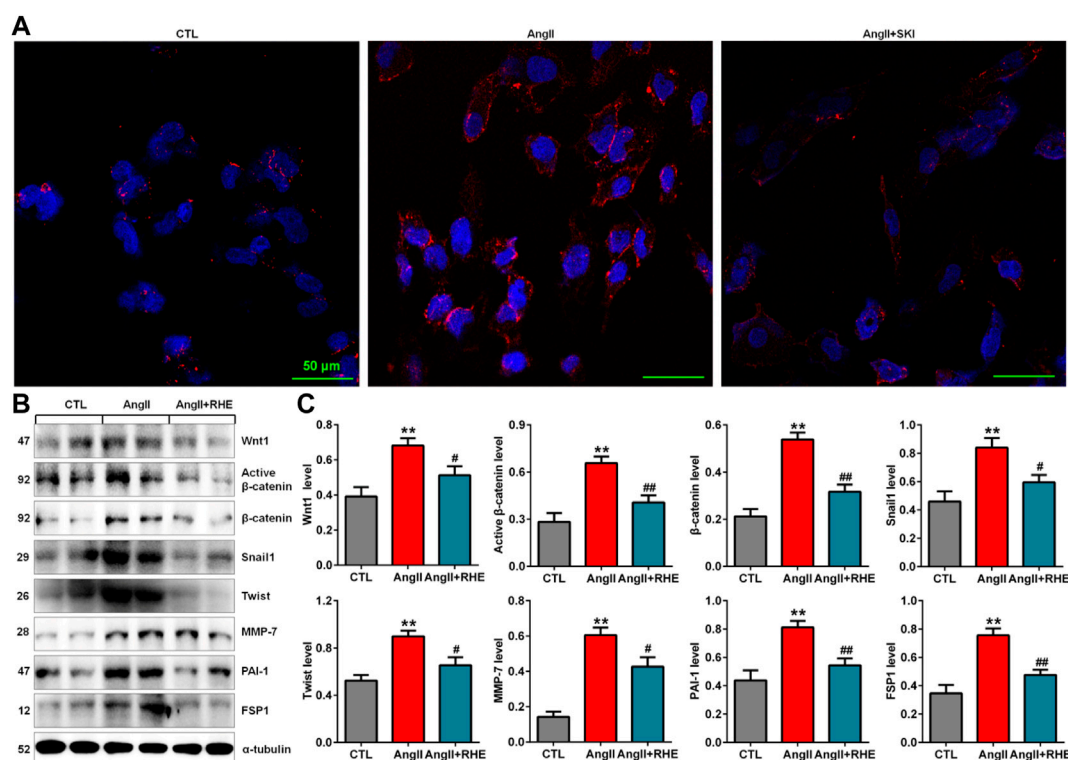 A
CTL
AngII
AngII+SKI
50 µm
B
CTL AngII AngII+RHE
47 Wnt1
92 Active
β-catenin
92 β-catenin
29 Snail1
26 Twist
28 MMP-7
47 PAI-1
12 FSP1
52 α-tubulin
C
Wnt1 level
0.8
0.6
0.4
0.2
0.0
**
#
CTL AngII AngII+RHE
Active β-catenin level
0.9
0.6
0.3
0.0
**
##
CTL AngII AngII+RHE
β-catenin level
0.6
0.4
0.2
0.0
**
##
CTL AngII AngII+RHE
Snail1 level
1.0
0.8
0.6
0.4
0.2
0.0
**
#
CTL AngII AngII+RHE
Twist level
1.2
0.9
0.6
0.3
0.0
**
#
CTL AngII AngII+RHE
MMP-7 level
0.8
0.6
0.4
0.2
0.0
**
#
CTL AngII AngII+RHE
PAI-1 level
1.0
0.8
0.6
0.4
0.2
0.0
**
##
CTL AngII AngII+RHE
FSP1 level
1.0
0.8
0.6
0.4
0.2
0.0
**
##
CTL AngII AngII+RHE